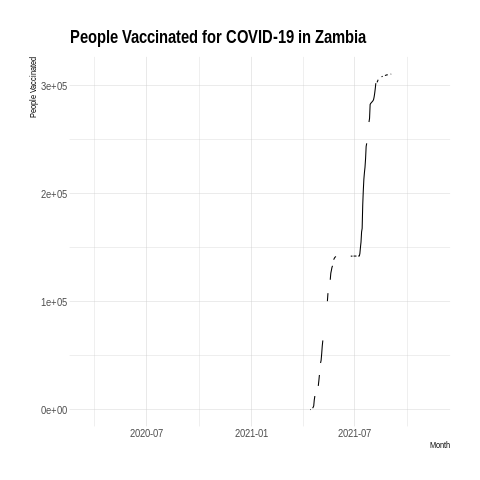 People Vaccinated for COVID-19 in Zambia
People Vaccinated
3e+05
2e+05
1e+05
0e+00
2020-07 2021-01 2021-07
Month